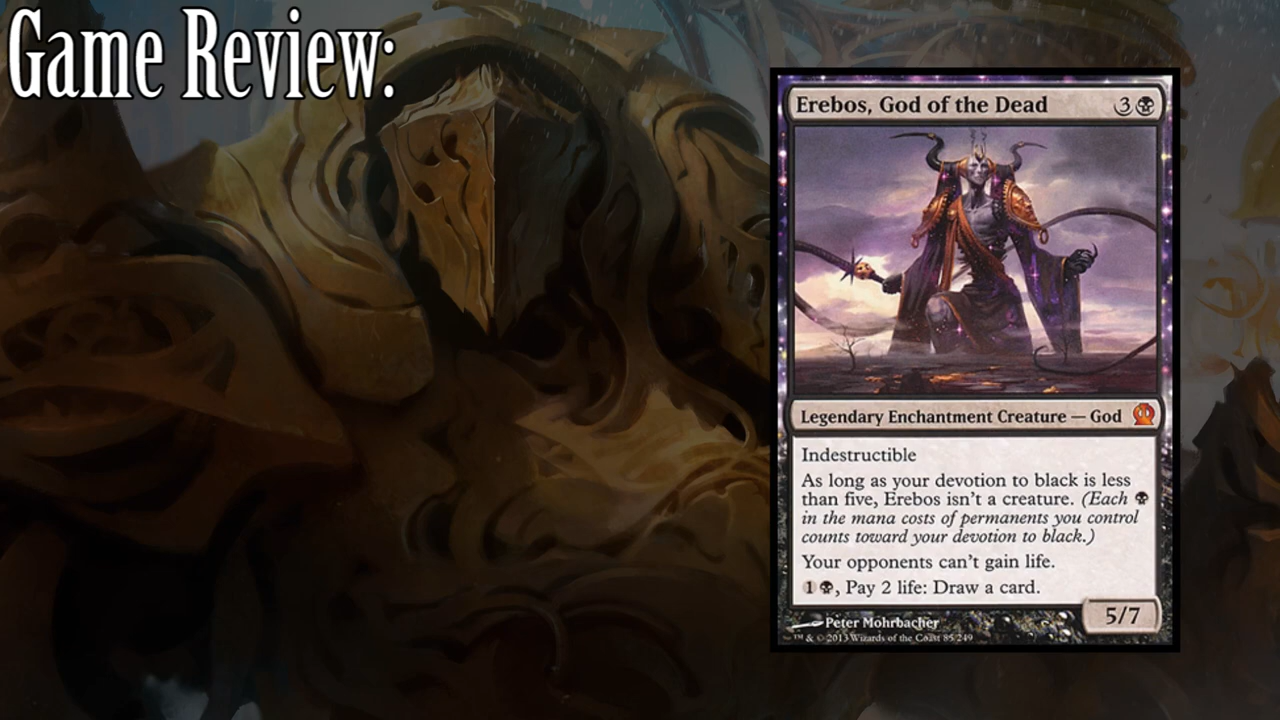 Game Review:
Erebos, God of the Dead 3
Legendary Enchantment Creature — God
Indestructible
As long as your devotion to black is less
than five, Erebos isn't a creature. (Each
in the mana costs of permanents you control
counts toward your devotion to black.)
Your opponents can't gain life.
1, Pay 2 life: Draw a card.
5/7
Peter Mohrbacher
™ & © 2013 Wizards of the Coast 85/249